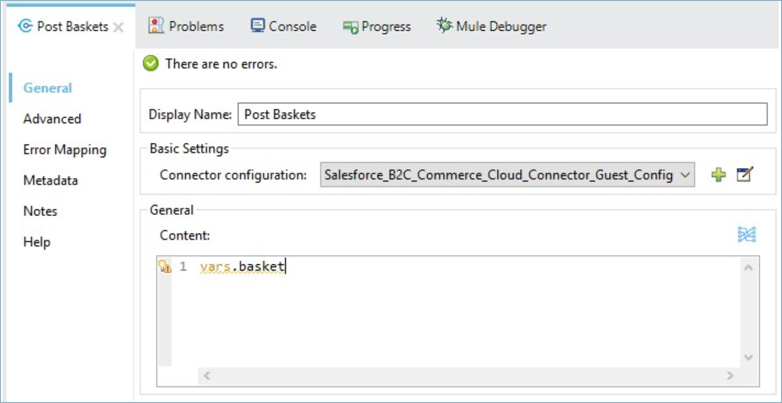 Post Baskets
Problems
Console
Progress
Mule Debugger
There are no errors.
General
Advanced
Error Mapping
Metadata
Notes
Help
Display Name: Post Baskets
Basic Settings
Connector configuration: Salesforce_B2C_Commerce_Cloud_Connector_Guest_Config
General
Content:
1 vars.basket